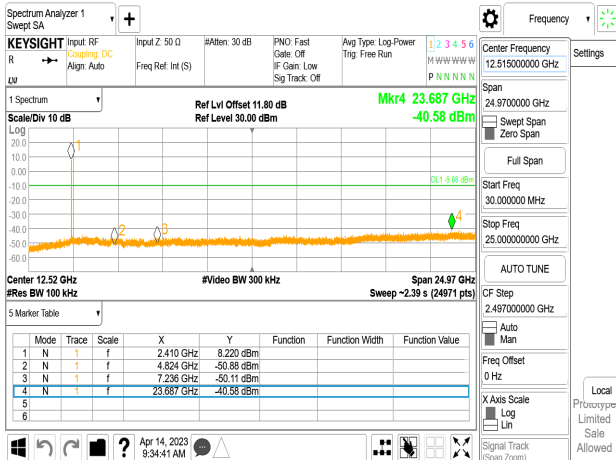 Spectrum Analyzer 1
Swept SA
Frequency
KEYSIGHT
R
Input: RF
Coupling: DC
Align: Auto
Input Z: 50 Ω
Freq Ref: Int (S)
#Atten: 30 dB
PNO: Fast
Gate: Off
IF Gain: Low
Sig Track: Off
Avg Type: Log-Power
Trig: Free Run
1 2 3 4 5 6
M W W W W W
P N N N N N
1 Spectrum
Scale/Div 10 dB
Ref Lvl Offset 11.80 dB
Ref Level 30.00 dBm
Mkr4 23.687 GHz
-40.58 dBm
Log
20.0
10.0
0.00
-10.0
-20.0
-30.0
-40.0
-50.0
-60.0
1
2
3
4
Center 12.52 GHz
#Res BW 100 kHz
#Video BW 300 kHz
Span 24.97 GHz
Sweep ~2.39 s (24971 pts)
5 Marker Table
Mode Trace Scale X Y Function Function Width Function Value
1 N 1 f 2.410 GHz 8.220 dBm
2 N 1 f 4.824 GHz -50.88 dBm
3 N 1 f 7.236 GHz -50.11 dBm
4 N 1 f 23.687 GHz -40.58 dBm
5
6
Apr 14, 2023
9:34:41 AM
Center Frequency
12.515000000 GHz
Span
24.9700000 GHz
Swept Span
Zero Span
Full Span
Start Freq
30.000000 MHz
Stop Freq
25.000000000 GHz
AUTO TUNE
CF Step
2.497000000 GHz
Auto
Man
Freq Offset
0 Hz
X Axis Scale
Log
Lin
Signal Track
(Span Zoom)
Settings
Local
Prototype
Limited
Sale
Allowed